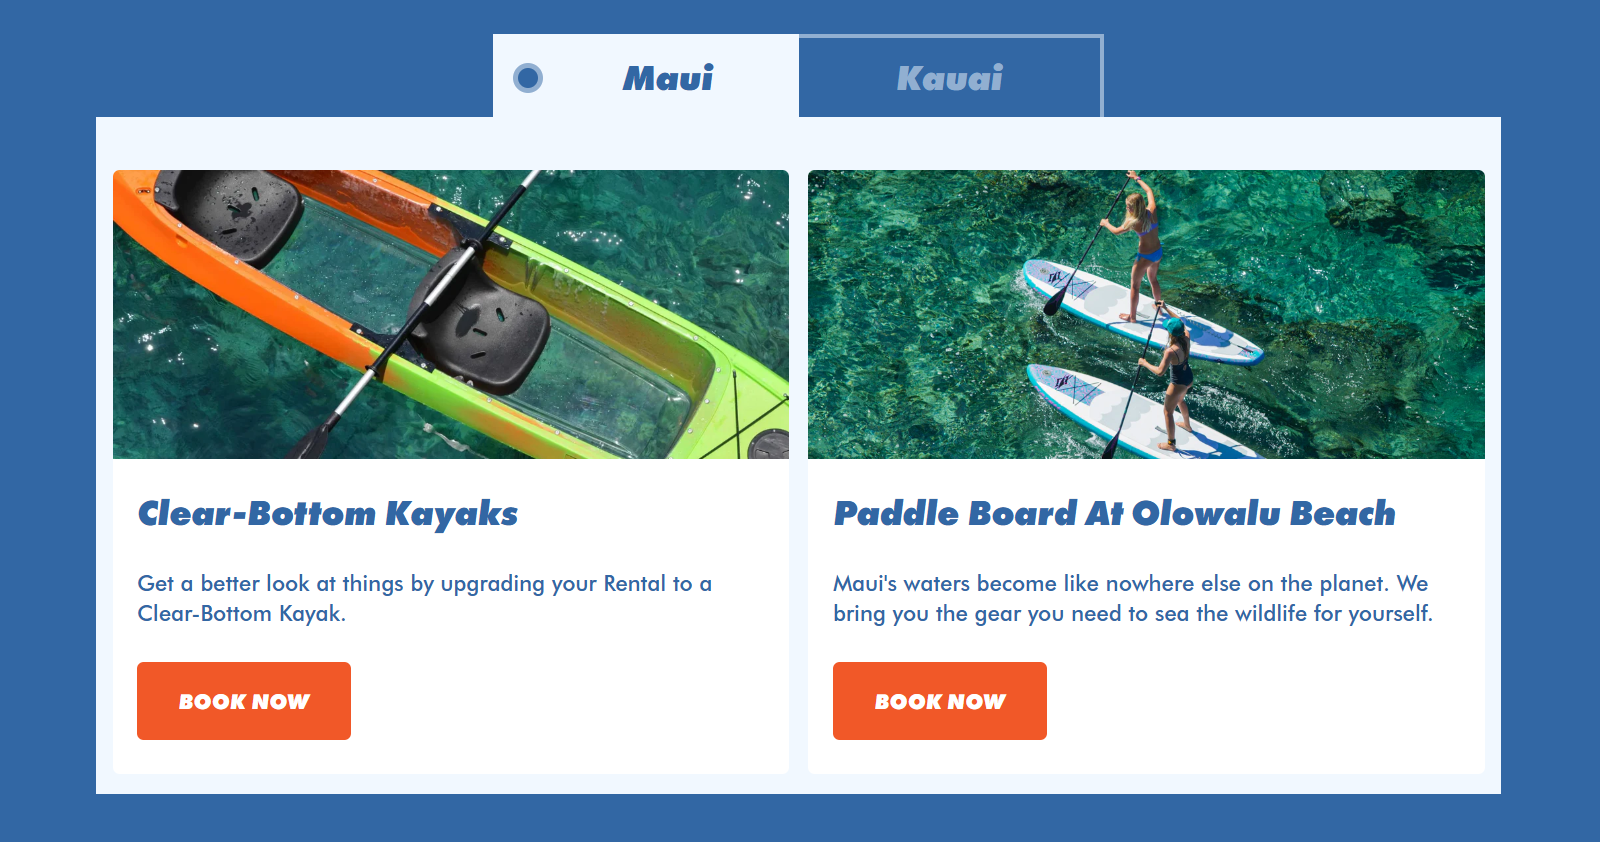 Maui
Kauai
Clear-Bottom Kayaks
Get a better look at things by upgrading your Rental to a
Clear-Bottom Kayak.
BOOK NOW
Paddle Board At Olowalu Beach
Maui's waters become like nowhere else on the planet. We
bring you the gear you need to sea the wildlife for yourself.
BOOK NOW